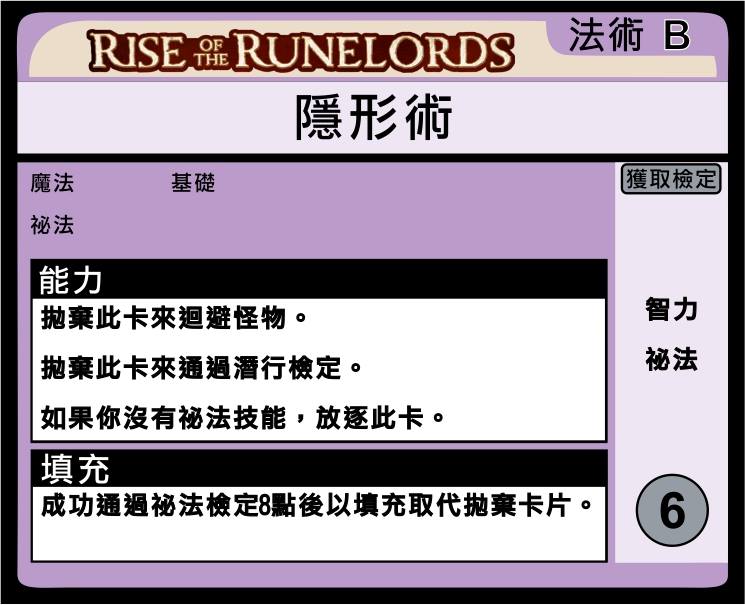 RISE OF THE RUNELORDS
法術 B
隱形術
魔法 基礎
祕法
獲取檢定
智力
祕法
6
能力
拋棄此卡來迴避怪物。
拋棄此卡來通過潛行檢定。
如果你沒有祕法技能，放逐此卡。
填充
成功通過祕法檢定8點後以填充取代拋棄卡片。